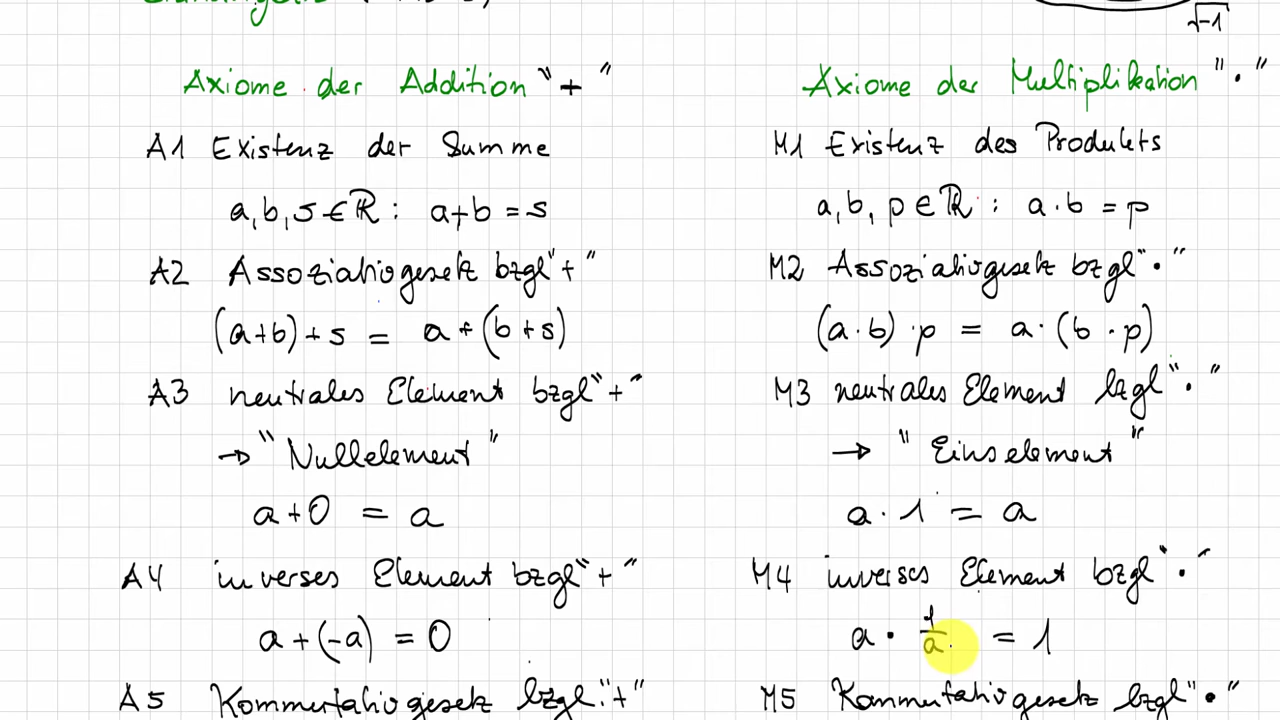 √-1
Axiome der Addition "+"
A1 Existenz der Summe
a, b, s ∈ ℝ : a+b = s
A2 Assoziativgesetz bzgl "+"
(a+b)+s = a+(b+s)
A3 neutrales Element bzgl "+"
→ "Nullelement"
a+0 = a
A4 inverses Element bzgl "+"
a+(-a) = 0
A5 Kommutativgesetz bzgl. "+"
Axiome der Multiplikation "·"
M1 Existenz des Produkts
a, b, p ∈ ℝ : a·b = p
M2 Assoziativgesetz bzgl "·"
(a·b)·p = a·(b·p)
M3 neutrales Element bzgl "·"
→ "Einselement"
a·1 = a
M4 inverses Element bzgl "·"
a · 1/a = 1
M5 Kommutativgesetz bzgl "·"